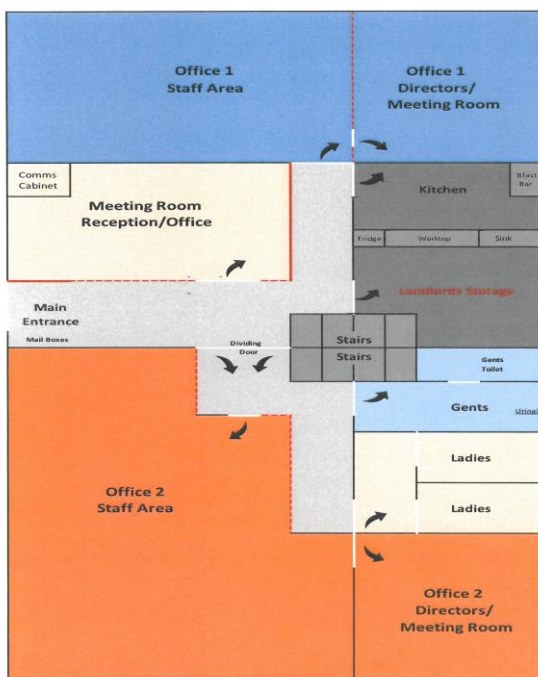 Office 1
Staff Area
Office 1
Directors/
Meeting Room
Comms
Cabinet
Meeting Room
Reception/Office
Kitchen
Bar
Fridge
Worktop
Sink
Landlords Storage
Main
Entrance
Mail Boxes
Dividing
Door
Stairs
Stairs
Gents
Toilet
Gents
Urinal
Ladies
Ladies
Office 2
Staff Area
Office 2
Directors/
Meeting Room